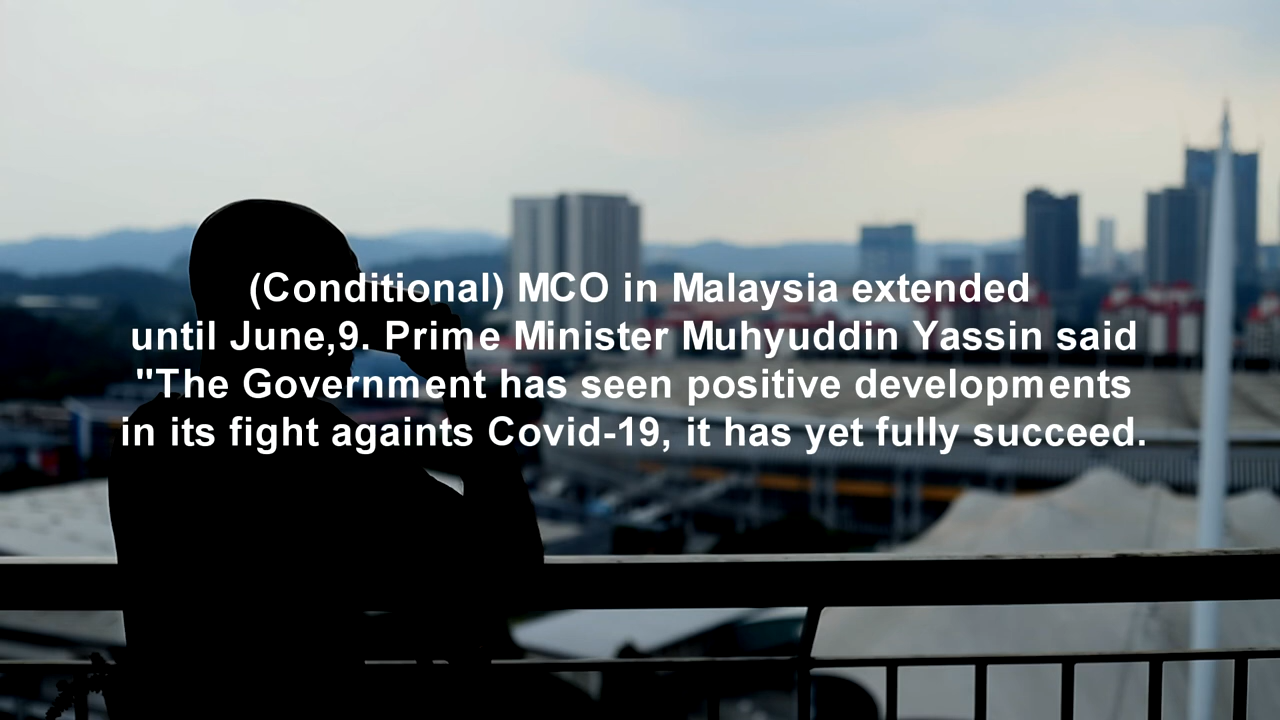 (Conditional) MCO in Malaysia extended
until June,9. Prime Minister Muhyuddin Yassin said
"The Government has seen positive developments
in its fight againts Covid-19, it has yet fully succeed.